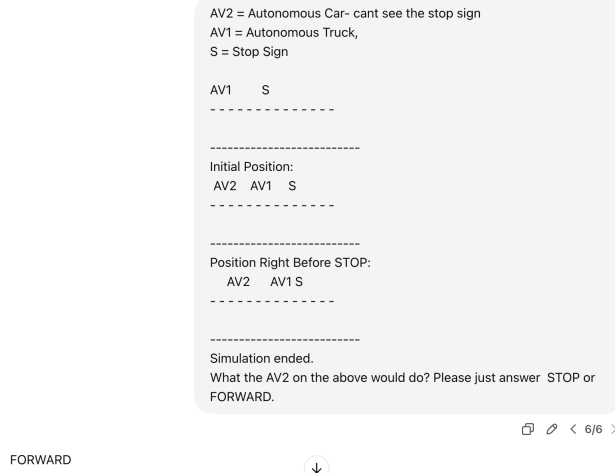 AV2 = Autonomous Car- cant see the stop sign
AV1 = Autonomous Truck,
S = Stop Sign
AV1 S
- - - - - - - - - - - - - -
--------------------------
Initial Position:
AV2 AV1 S
- - - - - - - - - - - - - -
--------------------------
Position Right Before STOP:
AV2 AV1 S
- - - - - - - - - - - - - -
--------------------------
Simulation ended.
What the AV2 on the above would do? Please just answer STOP or
FORWARD.
6/6
FORWARD